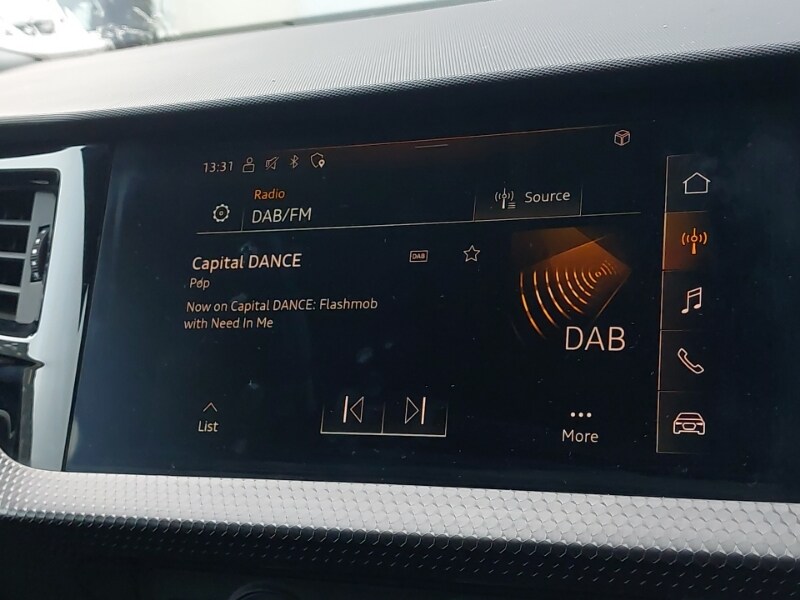 13:31
Radio
DAB/FM
Source
Capital DANCE
DAB
Pop
Now on Capital DANCE: Flashmob
with Need In Me
DAB
List
More